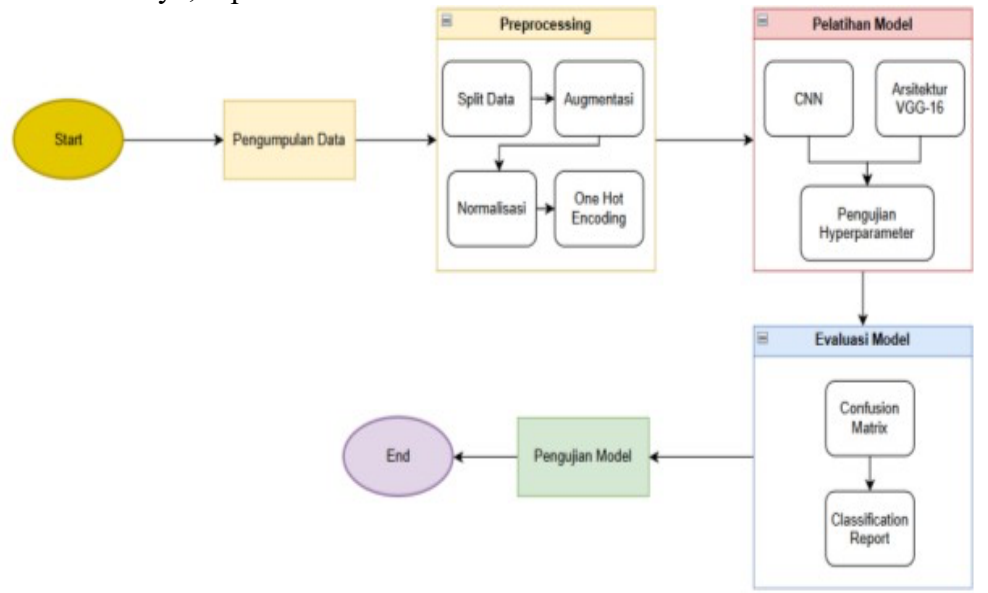 Preprocessing
Pelatihan Model
Split Data
Augmentasi
CNN
Arsitektur
VGG-16
Start
Pengumpulan Data
Normalisasi
One Hot
Encoding
Pengujian
Hyperparameter
Evaluasi Model
Confusion
Matrix
End
Pengujian Model
Classification
Report